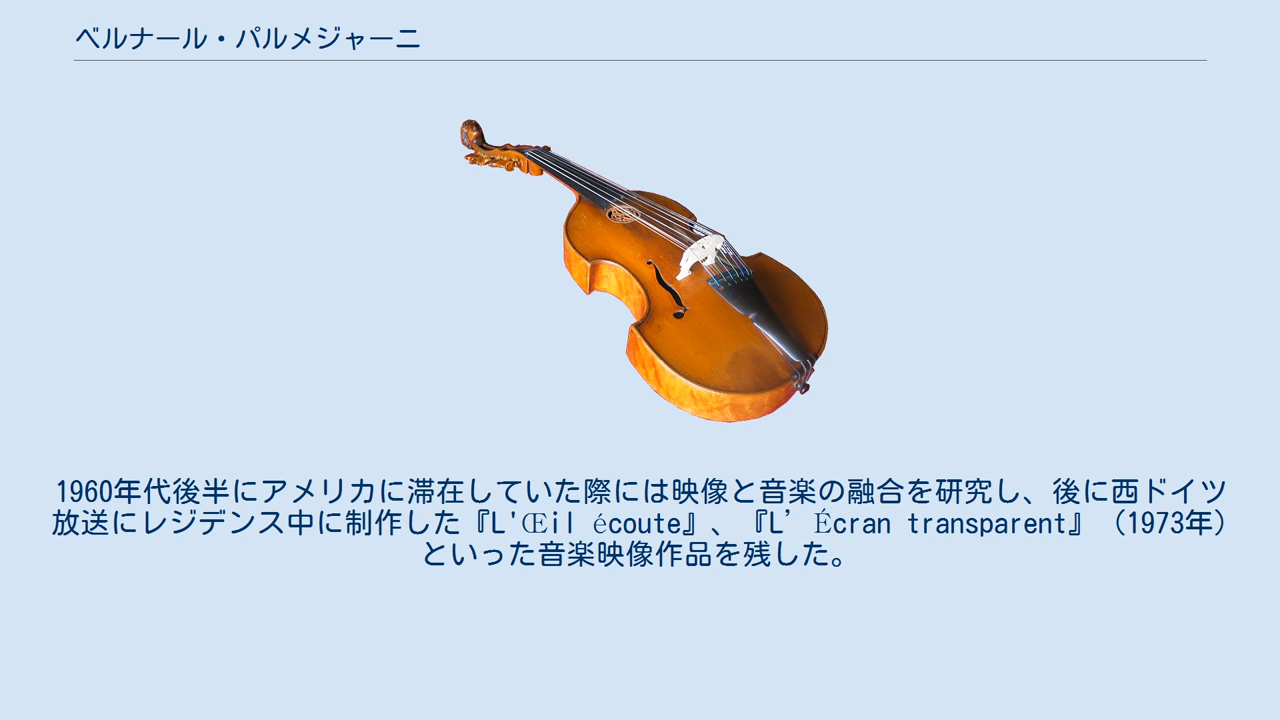 ベルナール・パルメジャーニ
1960年代後半にアメリカに滞在していた際には映像と音楽の融合を研究し、後に西ドイツ
放送にレジデンス中に制作した『L'Œil écoute』、『L’Écran transparent』（1973年）
といった音楽映像作品を残した。